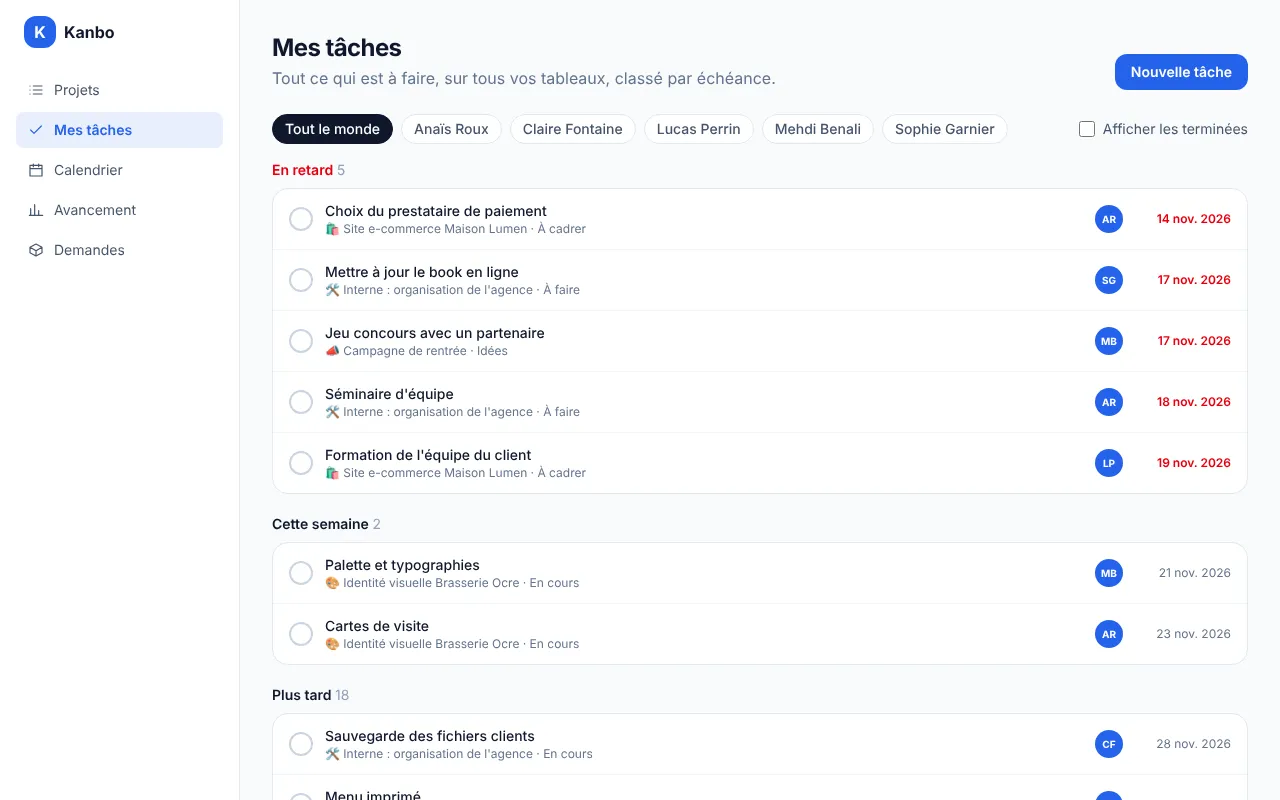 K Kanbo
Projets
Mes tâches
Calendrier
Avancement
Demandes
Mes tâches
Tout ce qui est à faire, sur tous vos tableaux, classé par échéance.
Nouvelle tâche
Tout le monde Anaïs Roux Claire Fontaine Lucas Perrin Mehdi Benali Sophie Garnier Afficher les terminées
En retard 5
Choix du prestataire de paiement
Site e-commerce Maison Lumen · À cadrer
AR 14 nov. 2026
Mettre à jour le book en ligne
Interne : organisation de l'agence · À faire
SG 17 nov. 2026
Jeu concours avec un partenaire
Campagne de rentrée · Idées
MB 17 nov. 2026
Séminaire d'équipe
Interne : organisation de l'agence · À faire
AR 18 nov. 2026
Formation de l'équipe du client
Site e-commerce Maison Lumen · À cadrer
LP 19 nov. 2026
Cette semaine 2
Palette et typographies
Identité visuelle Brasserie Ocre · En cours
MB 21 nov. 2026
Cartes de visite
Identité visuelle Brasserie Ocre · En cours
AR 23 nov. 2026
Plus tard 18
Sauvegarde des fichiers clients
Interne : organisation de l'agence · En cours
CF 28 nov. 2026
Menu imprimé